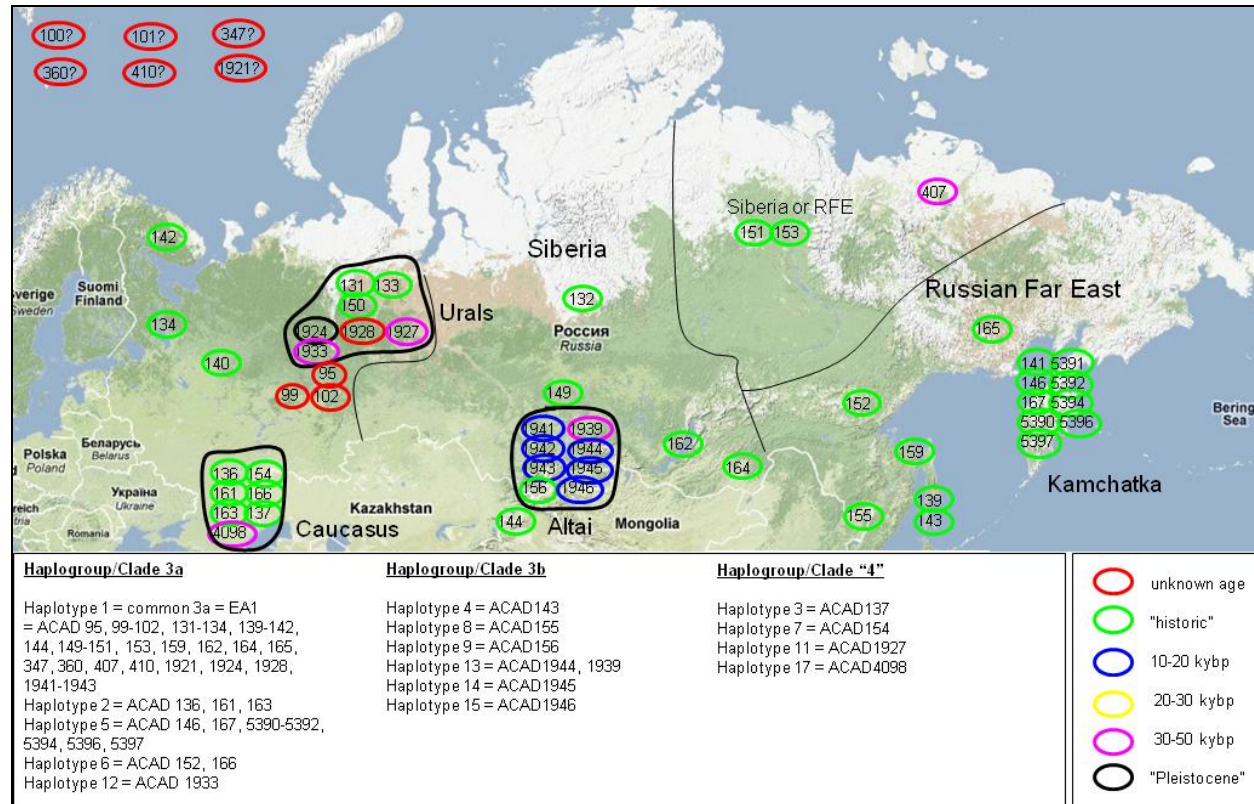 100? 101? 347?
360? 410? 1921?
407
Siberia or RFE
151 153
142
Siberia
Russian Far East
131 133
150
132
Urals
Sverige
Sweden
Suomi
Finland
134
1924 1928 1927
Россия
Russia
165
1933
140
141 5391
95
146 5392
99 102
149
152
167 5394
Bering
Sea
1941 1939
5390 5396
Polska
Poland
Беларусь
Belarus
1942 1944
162
159
5397
136 154
1943 1945
164
Kamchatka
Україна
Ukraine
161 166
Kazakhstan
156 1946
139
163 137
144
Altai
Mongolia
155
143
Romania
4098
Caucasus
Haplogroup/Clade 3a
Haplotype 1 = common 3a = EA1
= ACAD 95, 99-102, 131-134, 139-142,
144, 149-151, 153, 159, 162, 164, 165,
347, 360, 407, 410, 1921, 1924, 1928,
1941-1943
Haplotype 2 = ACAD 136, 161, 163
Haplotype 5 = ACAD 146, 167, 5390-5392,
5394, 5396, 5397
Haplotype 6 = ACAD 152, 166
Haplotype 12 = ACAD 1933
Haplogroup/Clade 3b
Haplotype 4 = ACAD143
Haplotype 8 = ACAD155
Haplotype 9 = ACAD156
Haplotype 13 = ACAD1944, 1939
Haplotype 14 = ACAD1945
Haplotype 15 = ACAD1946
Haplogroup/Clade "4"
Haplotype 3 = ACAD137
Haplotype 7 = ACAD154
Haplotype 11 = ACAD1927
Haplotype 17 = ACAD4098
unknown age
"historic"
10-20 kybp
20-30 kybp
30-50 kybp
"Pleistocene"